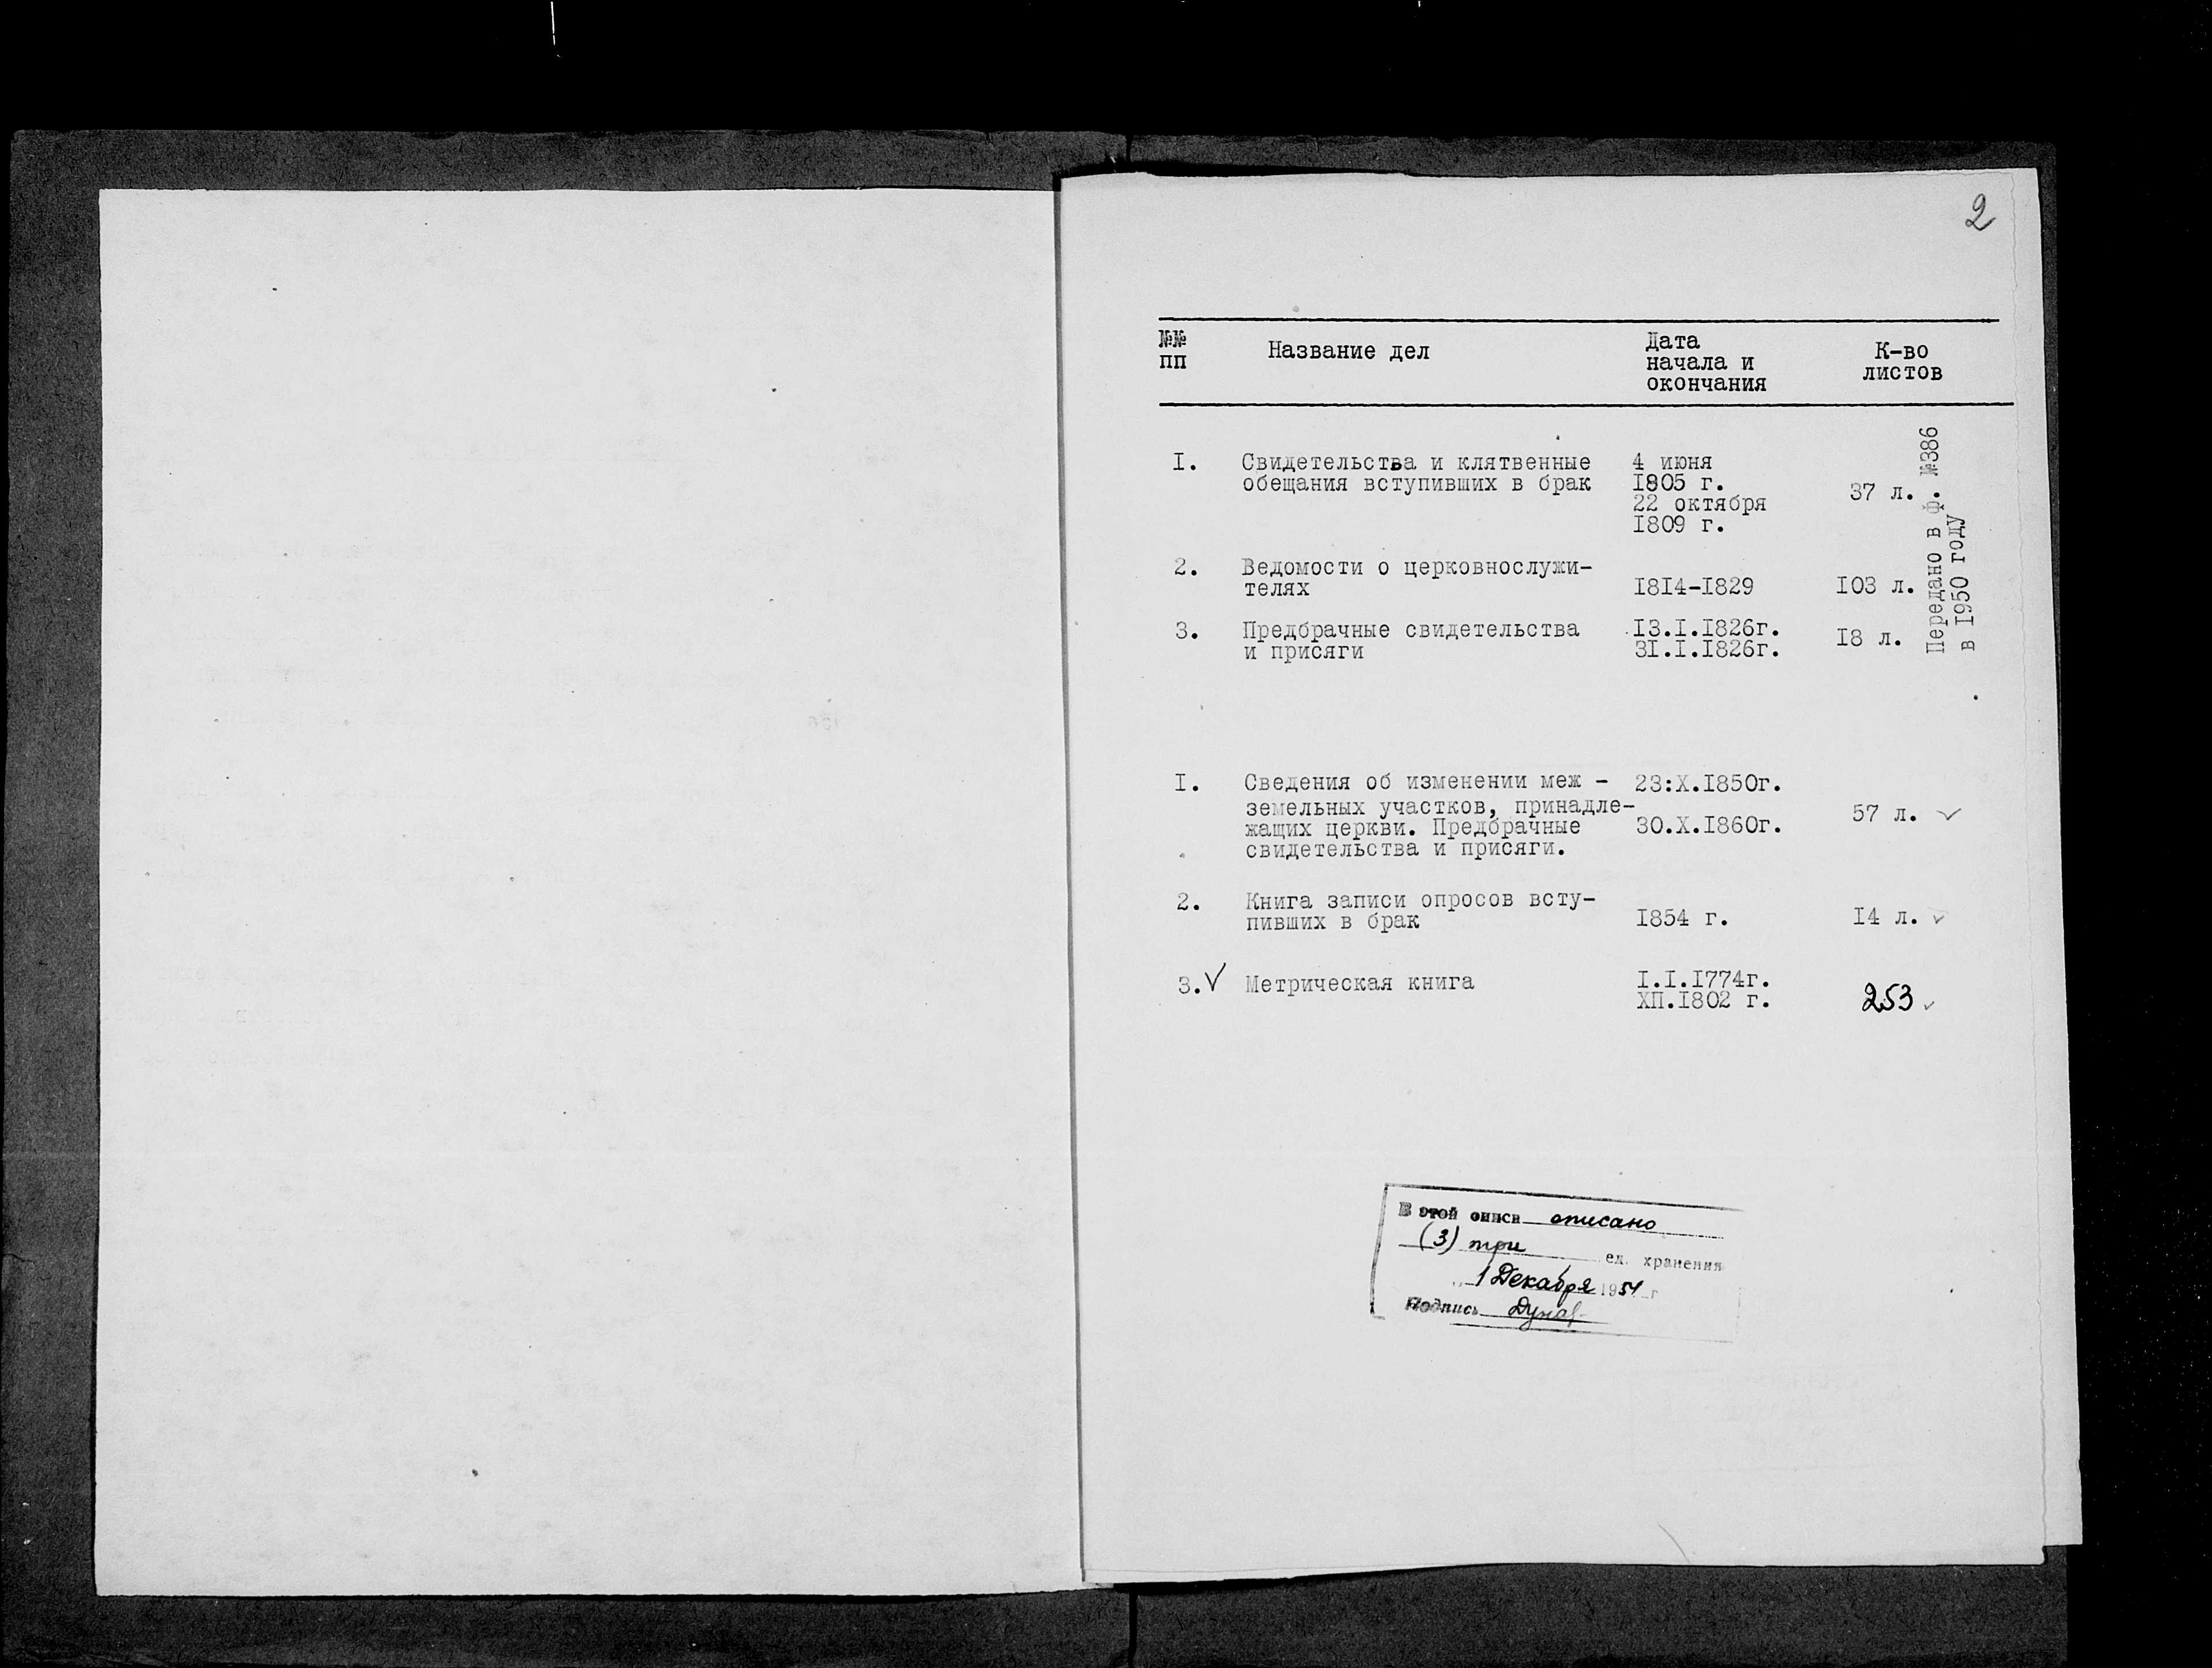 2
№№ Название дел Дата К-во
пп начала и листов
окончания
I. Свидетельства и клятвенные 4 июня
обещания вступивших в брак I805 г. 37 л.
22 октября
I809 г.
2. Ведомости о церковнослужи-
телях I8I4-I829 I03 л.
3. Предбрачные свидетельства I3.I.I826г. I8 л.
и присяги 3I.I.I826г.
Передано в ф. №386
в I950 году
I. Сведения об изменении меж - 23:X.I850г.
земельных участков, принадле- 57 л. ✓
жащих церкви. Предбрачные 30.X.I860г.
свидетельства и присяги.
2. Книга записи опросов всту-
пивших в брак I854 г. I4 л. ✓
3.✓ Метрическая книга I.I.I774г.
ХП.I802 г. 253 ✓
В этой описи описано
(3) три ед. хранения
" 1 Декабря 1954 г
Подпись